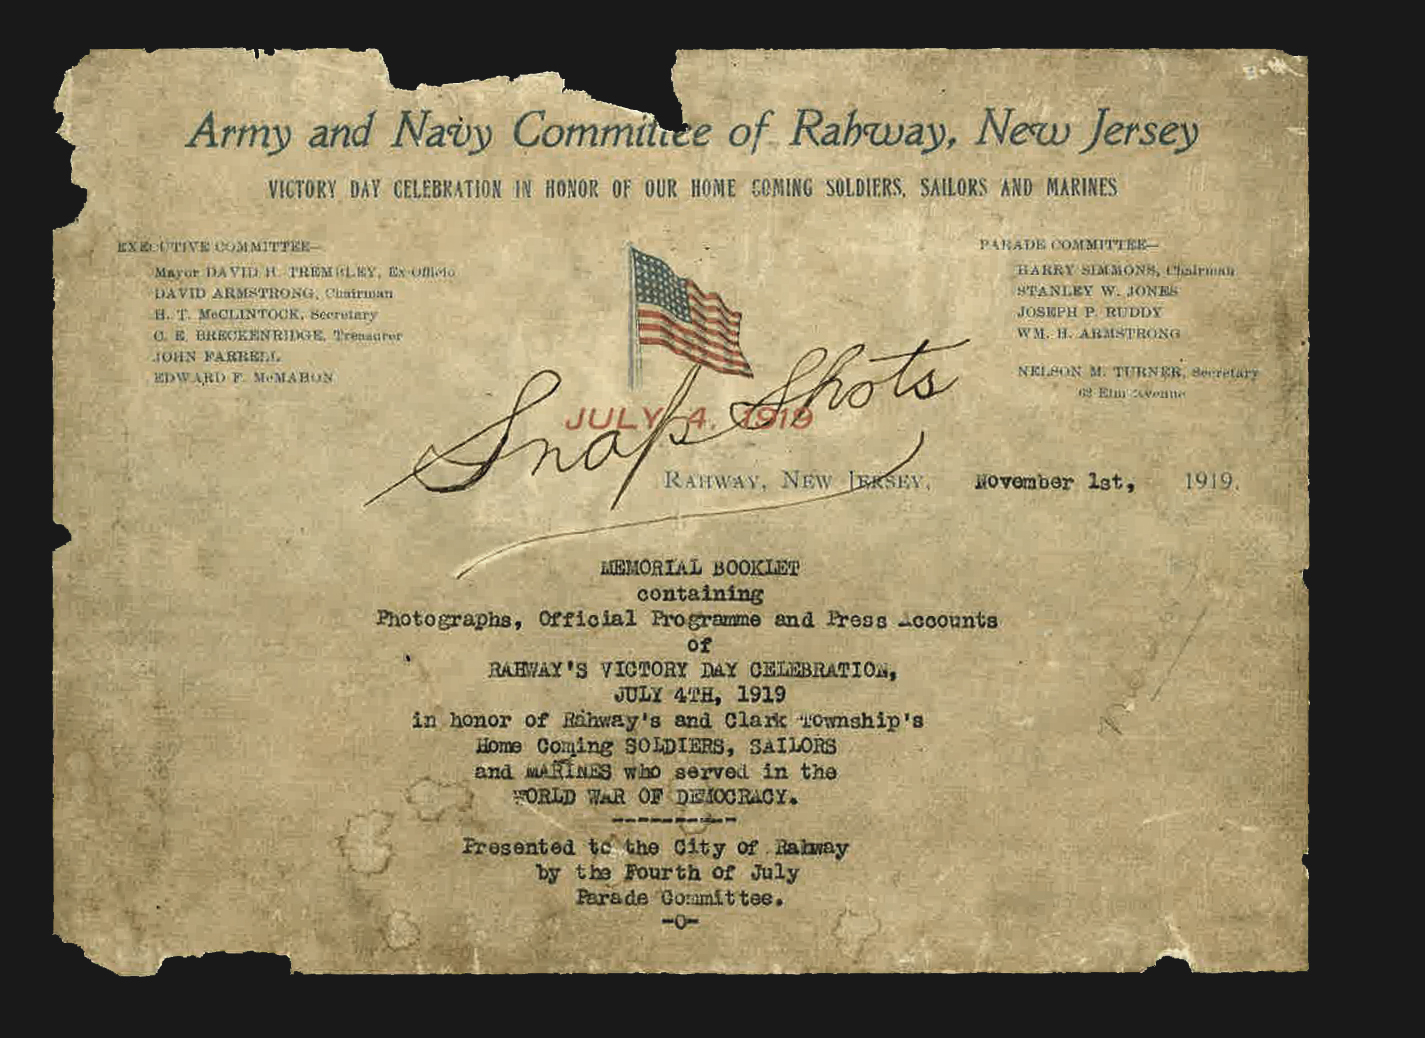 Army and Navy Committee of Rahway, New Jersey
VICTORY DAY CELEBRATION IN HONOR OF OUR HOME COMING SOLDIERS, SAILORS AND MARINES
EXECUTIVE COMMITTEE—
Mayor DAVID H. TREMBLEY, Ex-Officio
DAVID ARMSTRONG, Chairman
H. T. McCLINTOCK, Secretary
C. E. BRECKENRIDGE, Treasurer
JOHN FARRELL
EDWARD F. McMAHON
PARADE COMMITTEE—
HARRY SIMMONS, Chairman
STANLEY W. JONES
JOSEPH P. RUDDY
WM. H. ARMSTRONG
NELSON M. TURNER, Secretary
62 Elm Avenue
Snap Shots
JULY 4, 1919
RAHWAY, NEW JERSEY, November 1st, 1919.
MEMORIAL BOOKLET
containing
Photographs, Official Programme and Press Accounts
of
RAHWAY'S VICTORY DAY CELEBRATION,
JULY 4TH, 1919
in honor of Rahway's and Clark Township's
Home Coming SOLDIERS, SAILORS
and MARINES who served in the
WORLD WAR OF DEMOCRACY.
----------
Presented to the City of Rahway
by the Fourth of July
Parade Committee.
-O-